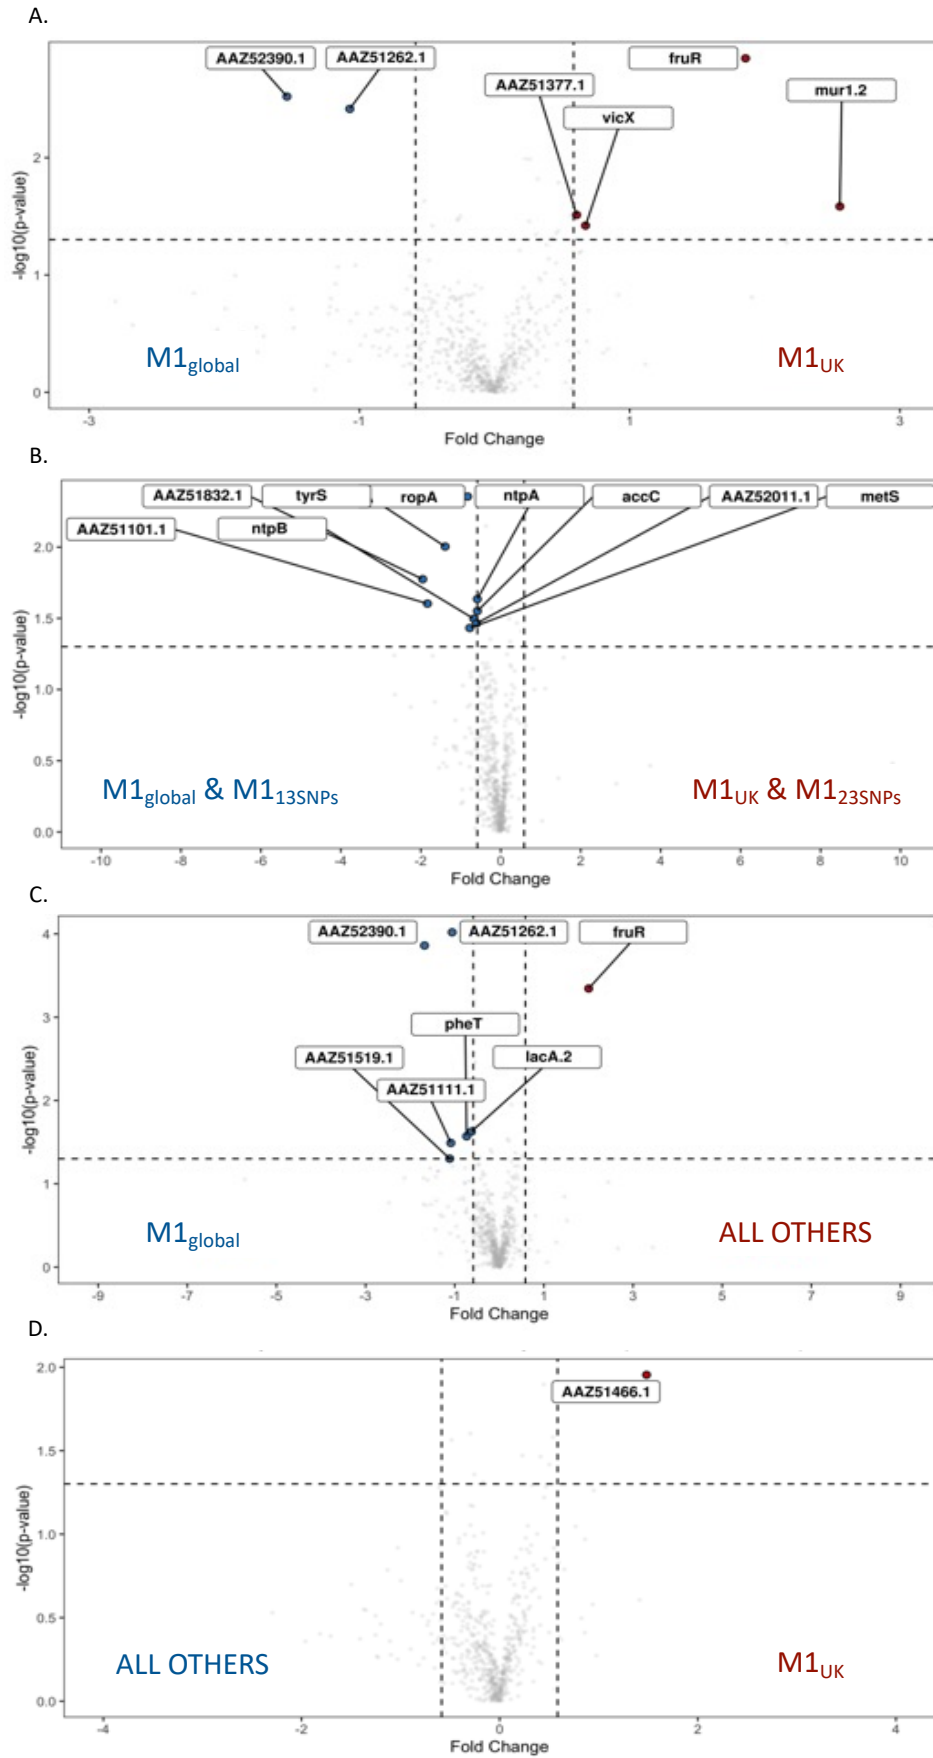 A.
AAZ52390.1 AAZ51262.1 fruR
AAZ51377.1 mur1.2
vicX
2
1
0
-log10(p-value)
M1global M1UK
-3 -1 1 3
Fold Change
B.
AAZ51832.1 tyrS ropA ntpA accC AAZ52011.1 metS
AAZ51101.1 ntpB
2.0
1.5
1.0
0.5
0.0
-log10(p-value)
M1global & M113SNPs M1UK & M123SNPs
-10 -8 -6 -4 -2 0 2 4 6 8 10
Fold Change
C.
AAZ52390.1 AAZ51262.1 fruR
pheT
AAZ51519.1 lacA.2
AAZ51111.1
4
3
2
1
0
-log10(p-value)
M1global ALL OTHERS
-9 -7 -5 -3 -1 1 3 5 7 9
Fold Change
D.
AAZ51466.1
2.0
1.5
1.0
0.5
0.0
-log10(p-value)
ALL OTHERS M1UK
-4 -2 0 2 4
Fold Change